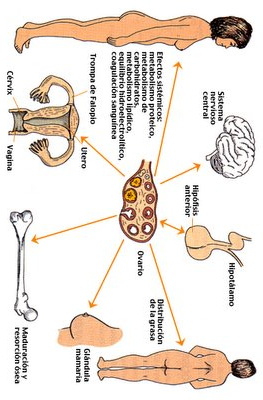 Efectos sistémicos:
metabolismo proteico,
metabolismo de
carbohidratos,
metabolismo lipídico,
equilibrio hidroelectrolítico,
coagulación sanguínea
Sistema
nervioso
central
Trompa de Falopio
Útero
Cérvix
Vagina
Hipófisis
anterior
Hipotálamo
Ovario
Distribución
de la grasa
Glándula
mamaria
Maduración y
resorción ósea